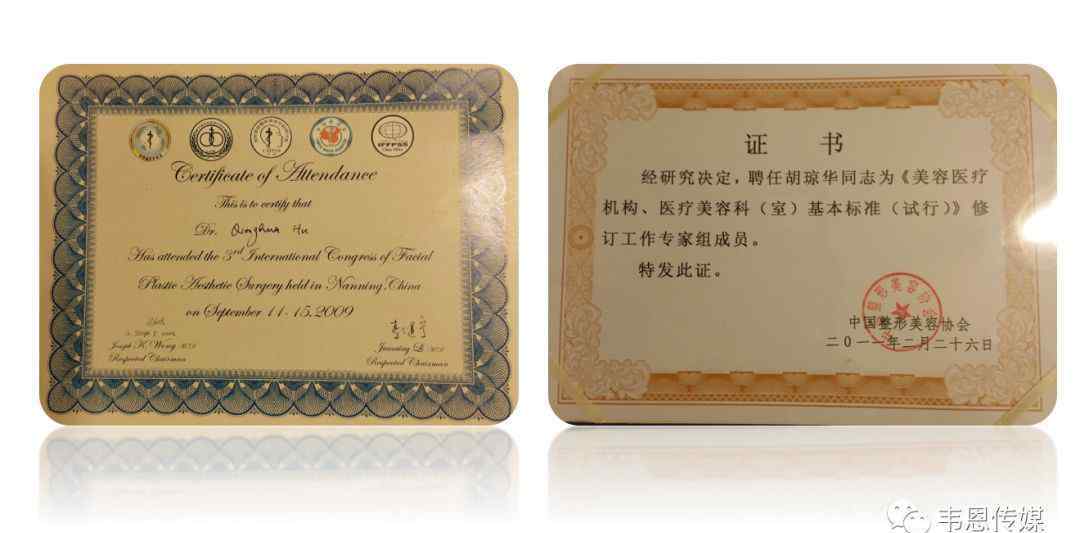 Certificate of Attendance
This is to certify that
Dr. Qionghua Hu
Has attended the 3rd International Congress of Facial
Plastic Aesthetic Surgery held in Nanning, China
on September 11-15, 2009
Joseph K. Wong, M.D
Respected Chairman
Jianning Li, M.D
Respected Chairman
IFFPSS
证书
经研究决定，聘任胡琼华同志为《美容医疗
机构、医疗美容科（室）基本标准（试行）》修
订工作专家组成员。
特发此证。
中国整形美容协会
二0一一年二月二十六日
韦恩传媒